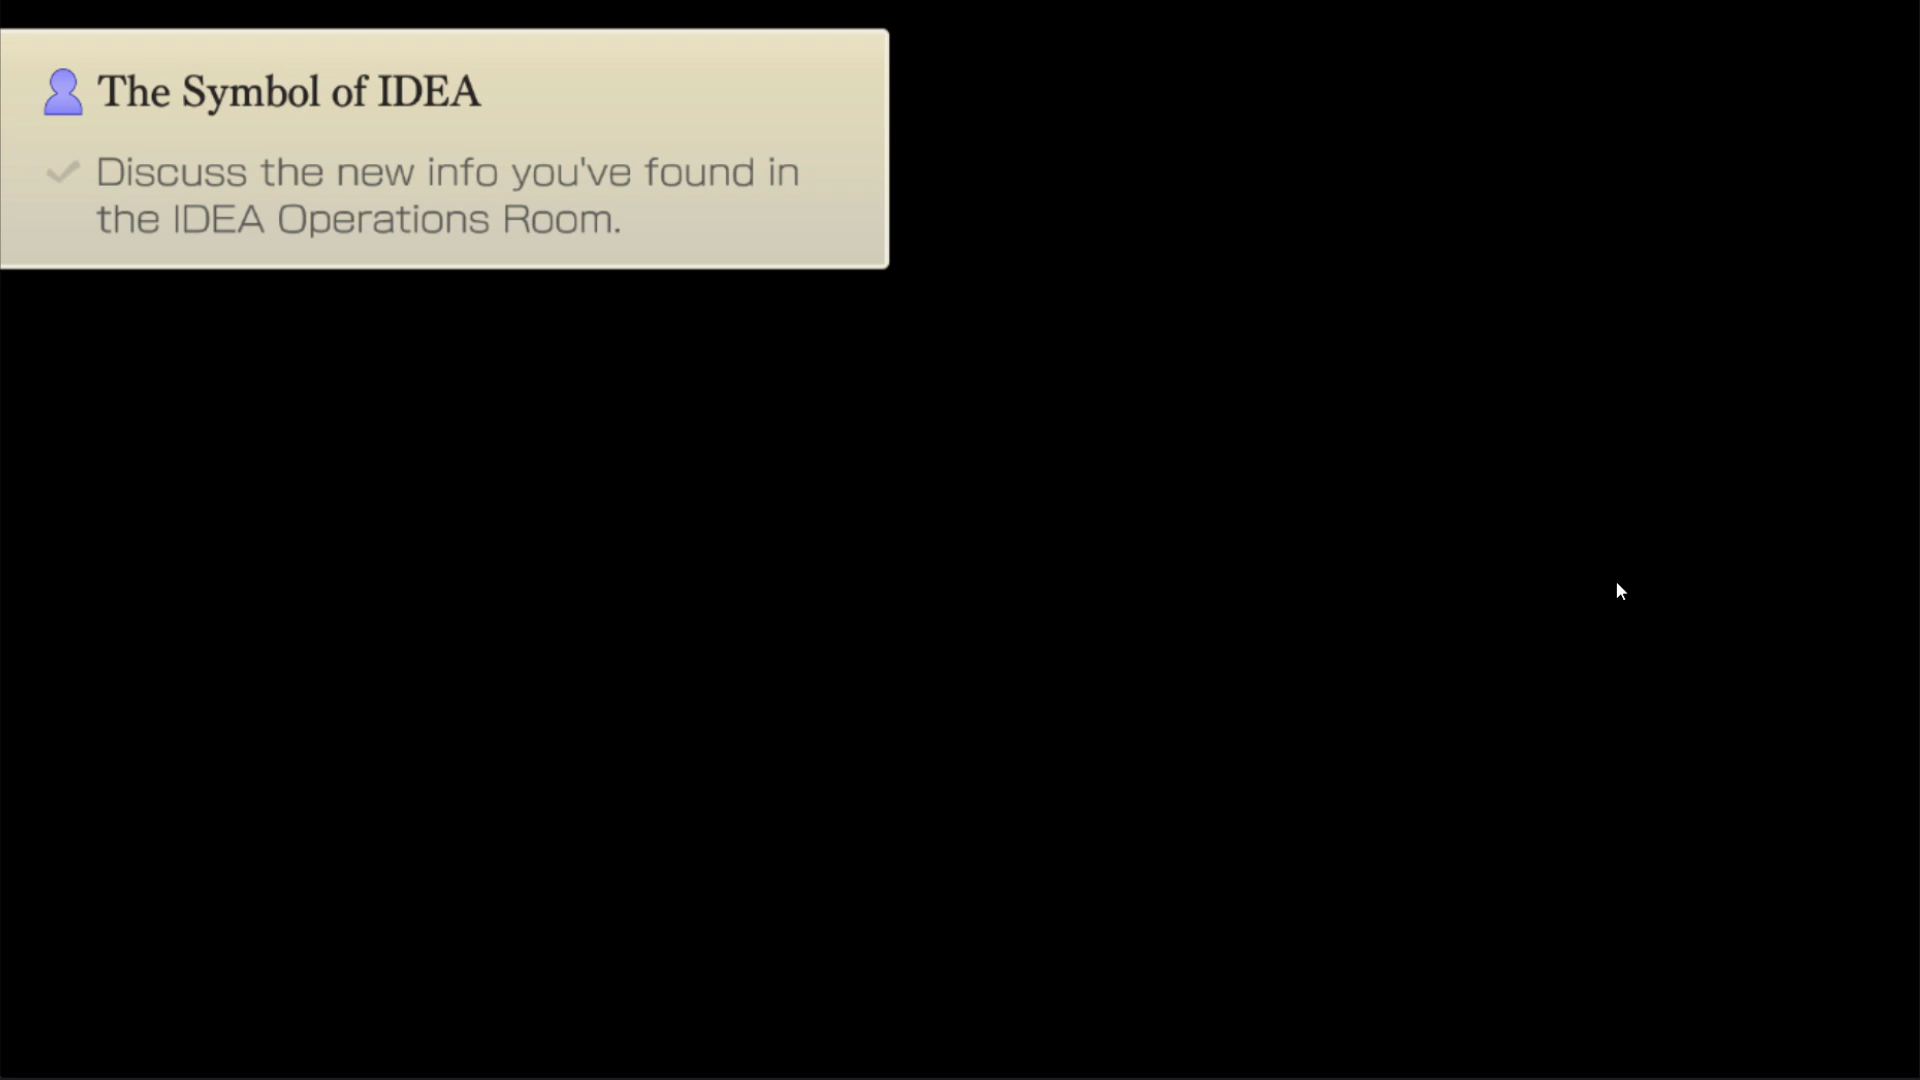 The Symbol of IDEA
Discuss the new info you've found in
the IDEA Operations Room.